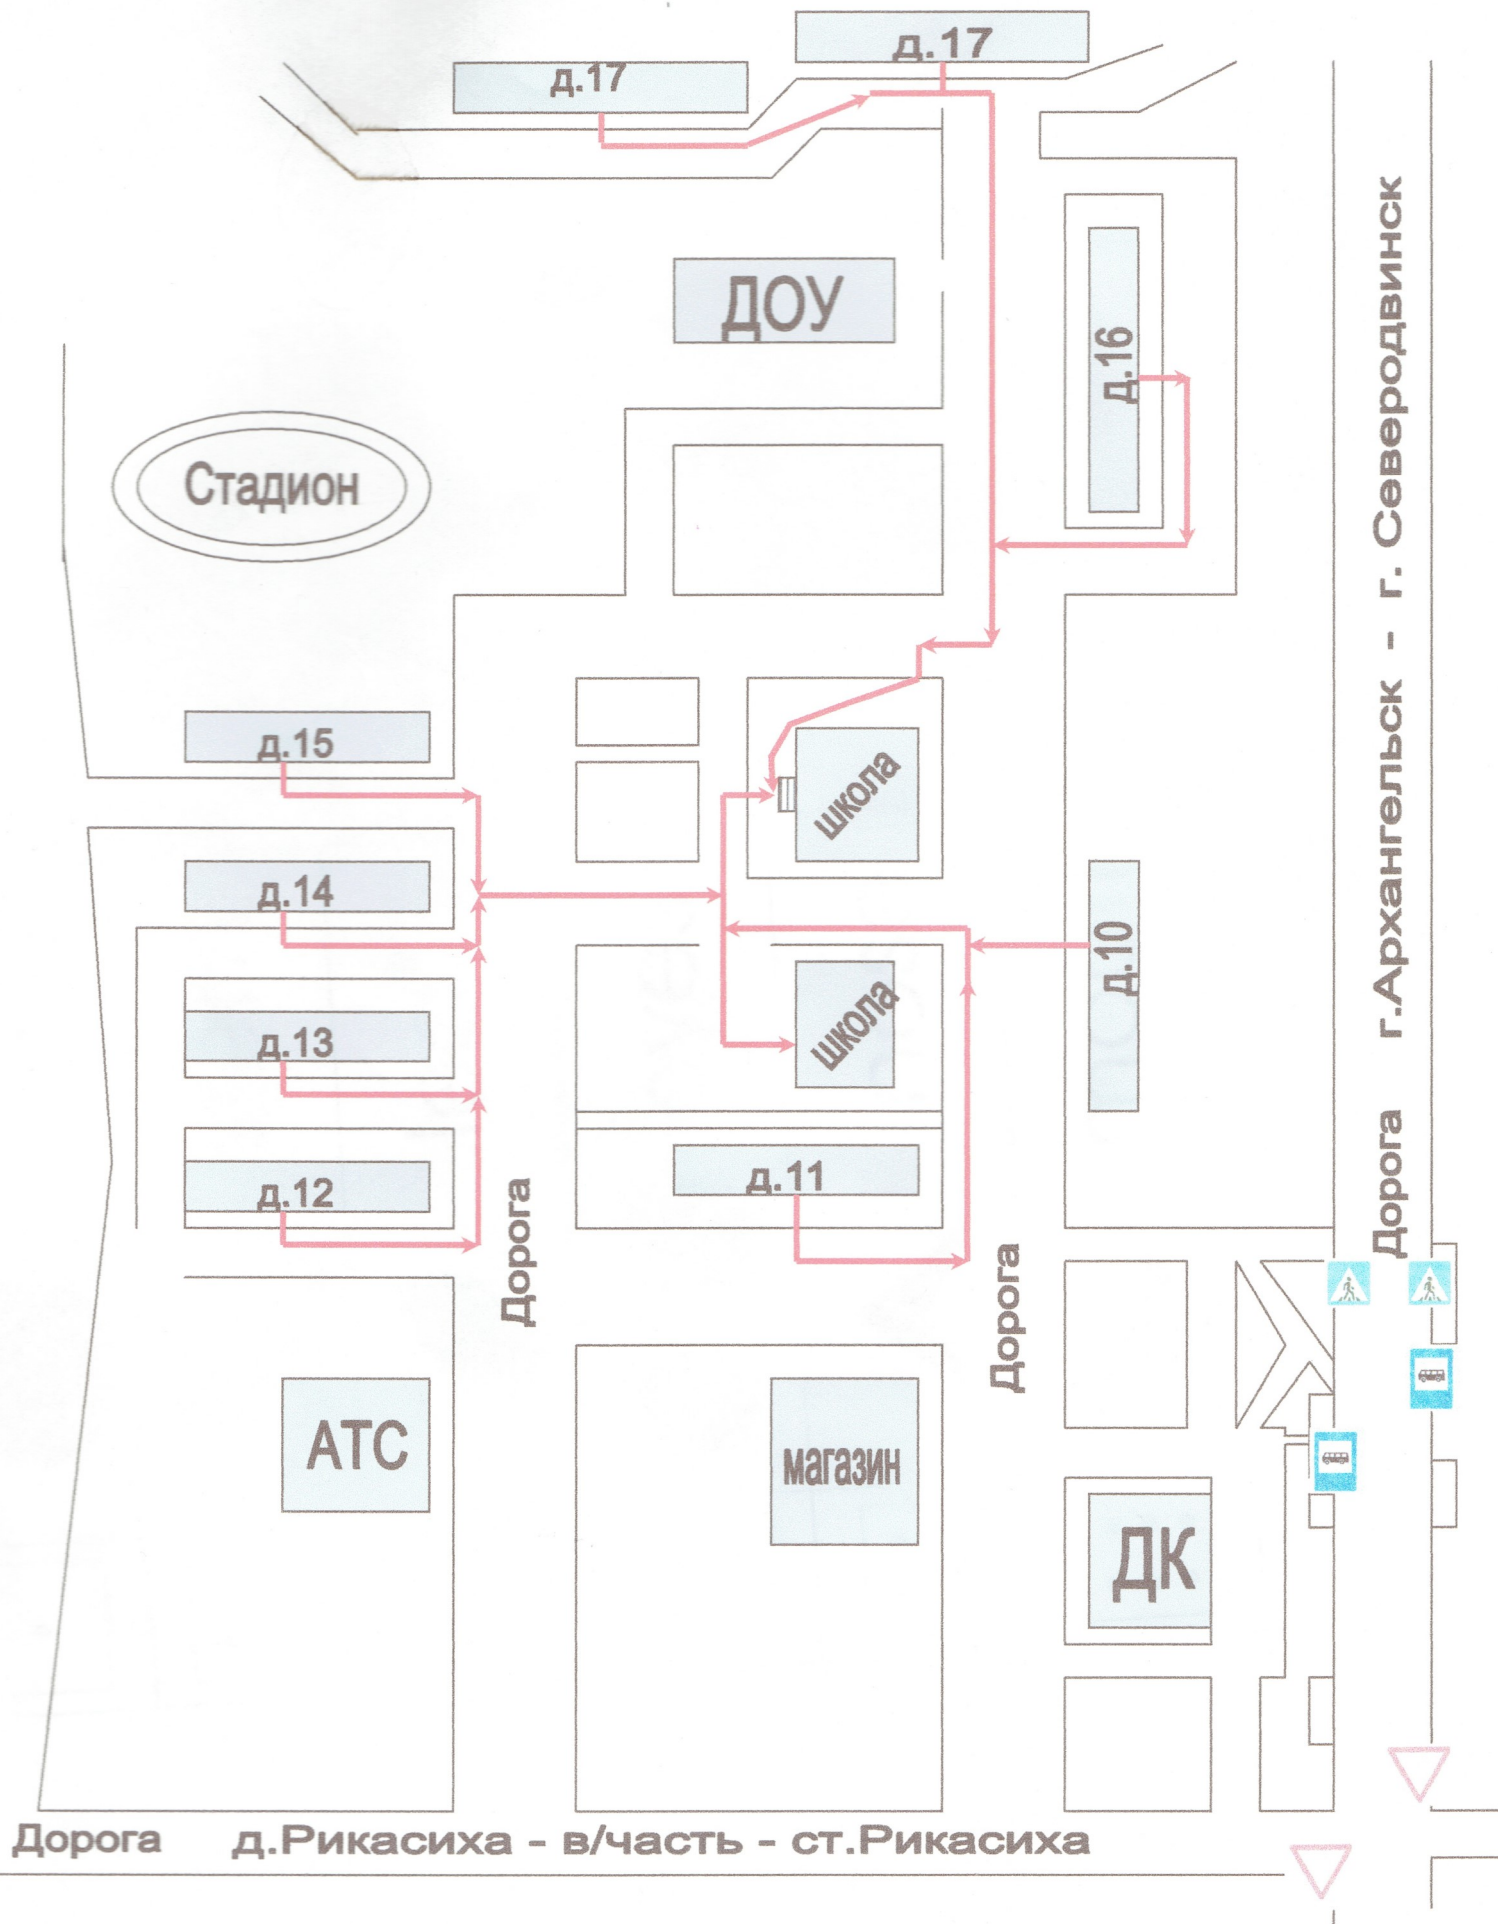 д.17
д.17
ДОУ
д.16
Стадион
д.15
школа
д.14
д.10
школа
д.13
д.11
д.12
Дорога
Дорога
Дорога г.Архангельск - г. Северодвинск
АТС
магазин
ДК
Дорога д.Рикасиха - в/часть - ст.Рикасиха